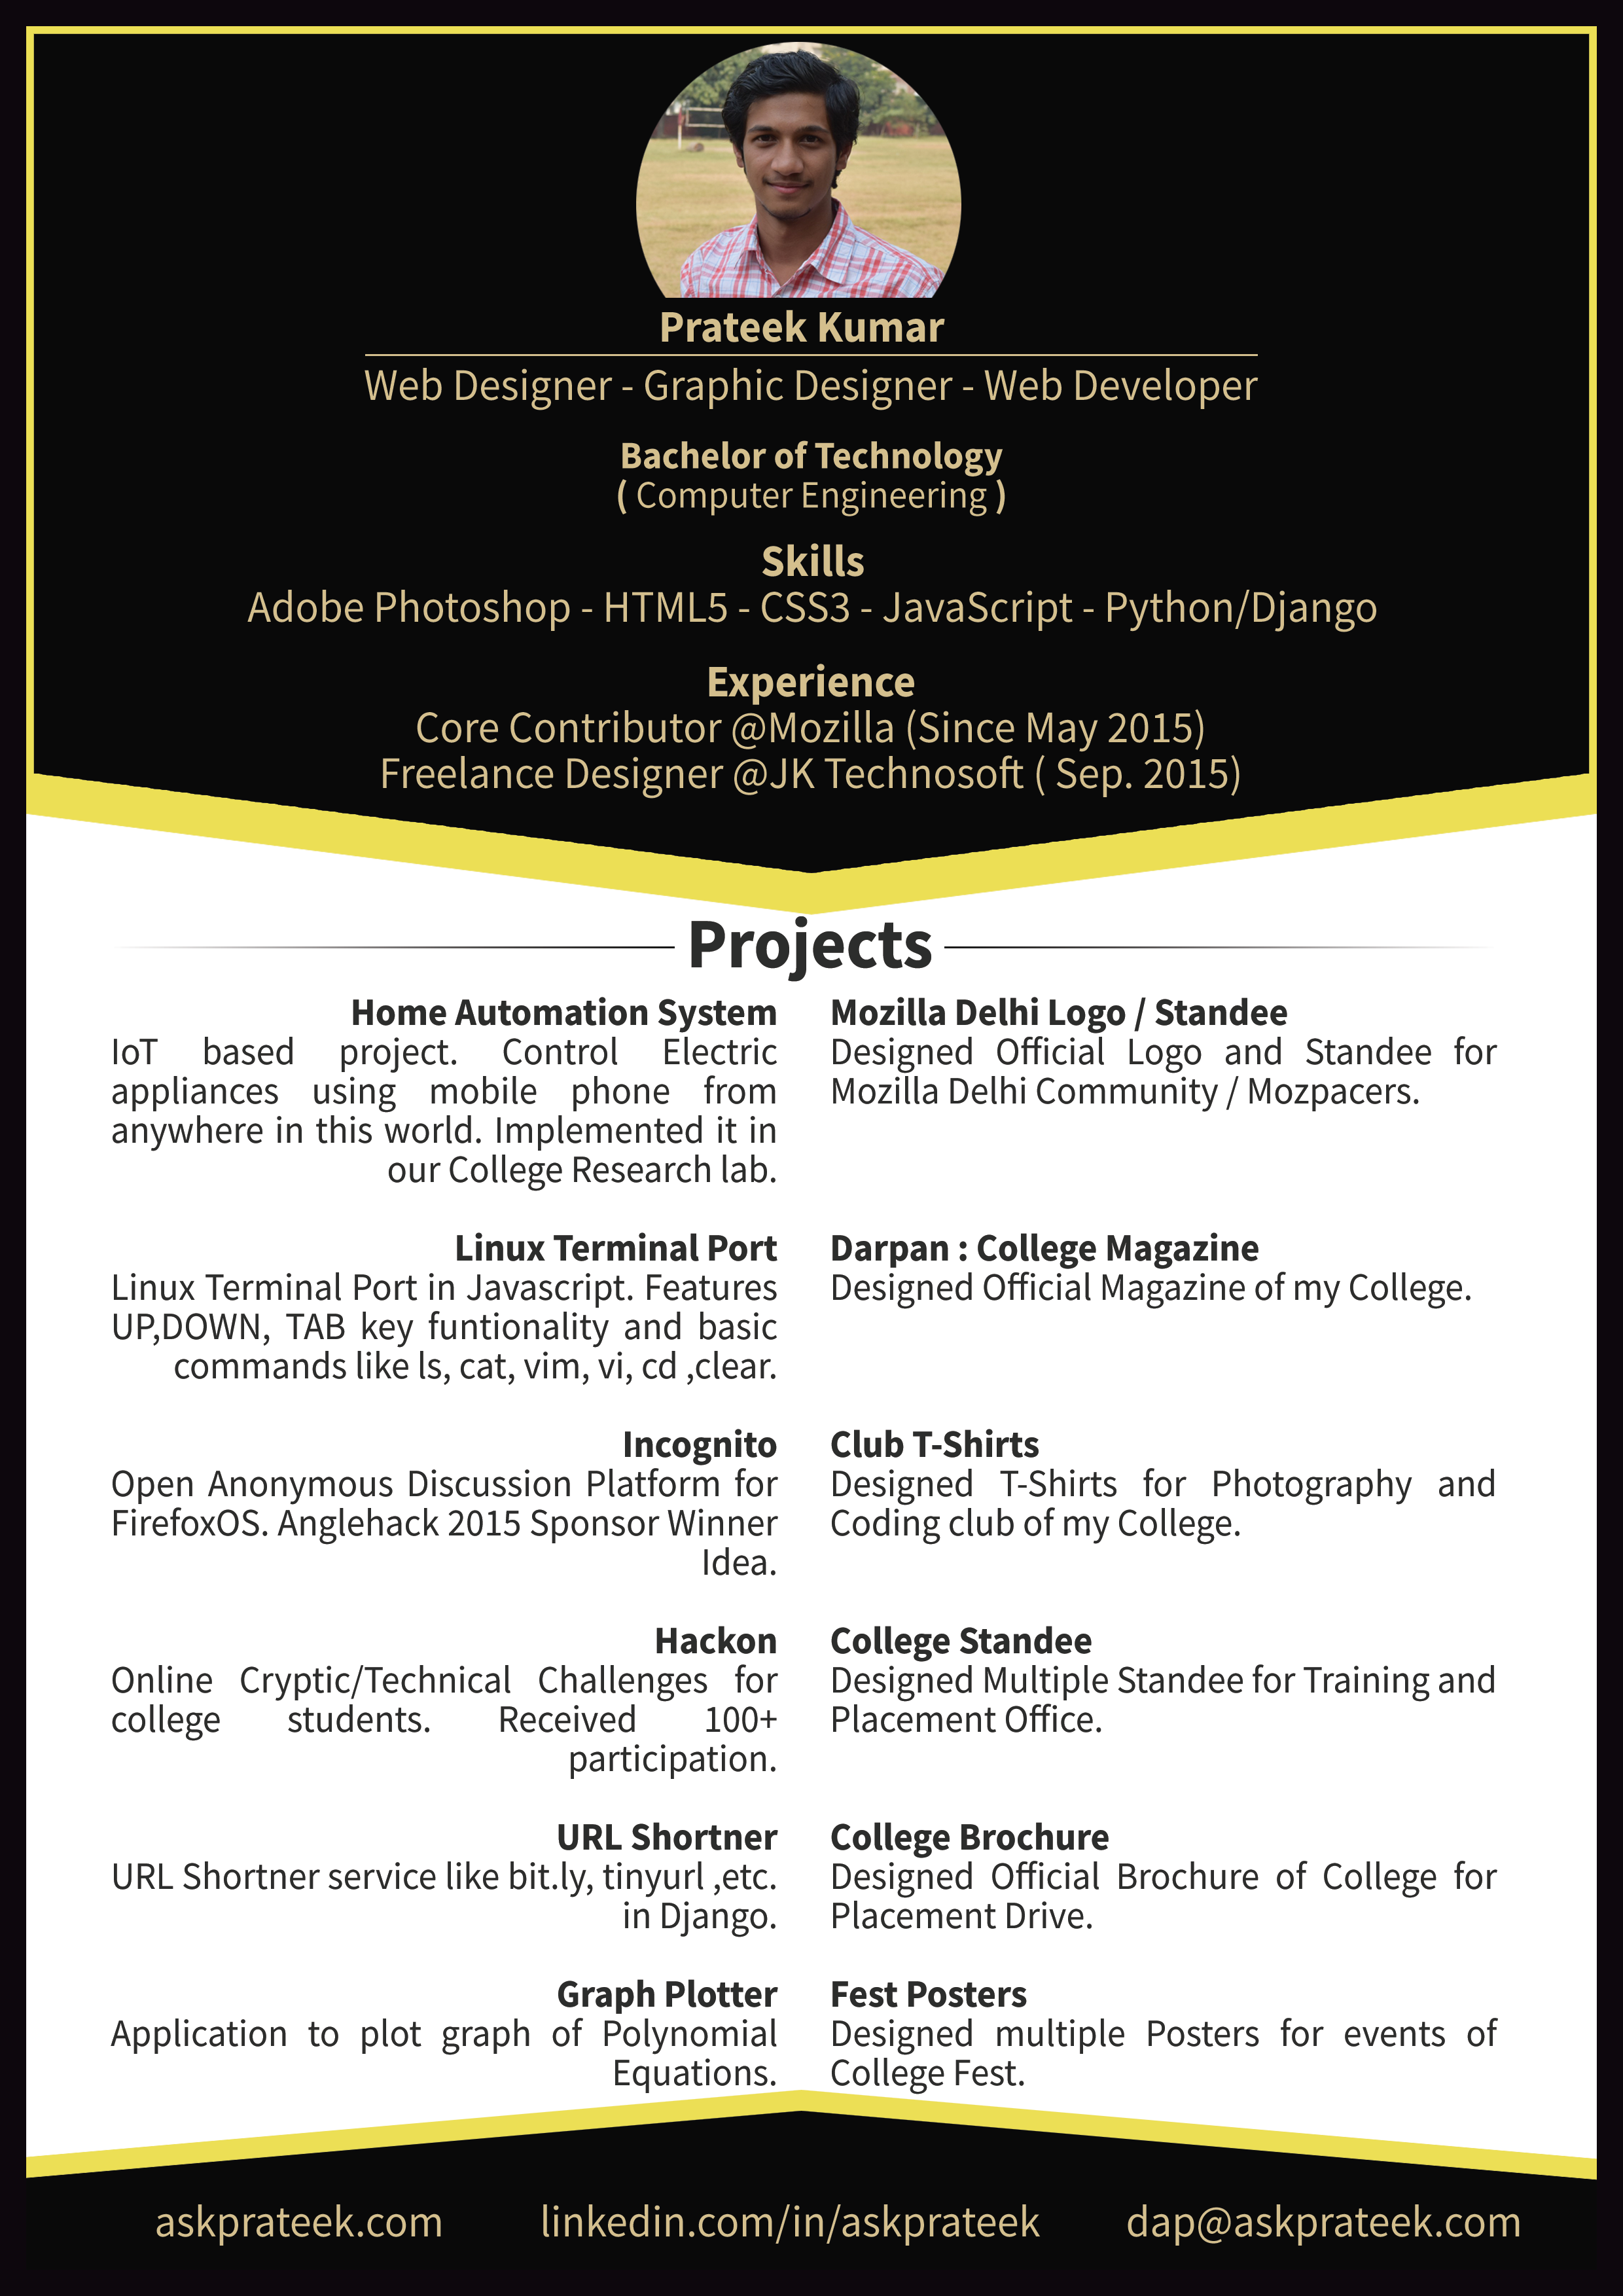 Prateek Kumar
Web Designer - Graphic Designer - Web Developer
Bachelor of Technology
( Computer Engineering )
Skills
Adobe Photoshop - HTML5 - CSS3 - JavaScript - Python/Django
Experience
Core Contributor @Mozilla (Since May 2015)
Freelance Designer @JK Technosoft ( Sep. 2015)
Projects
Home Automation System
IoT based project. Control Electric
appliances using mobile phone from
anywhere in this world. Implemented it in
our College Research lab.
Linux Terminal Port
Linux Terminal Port in Javascript. Features
UP,DOWN, TAB key funtionality and basic
commands like ls, cat, vim, vi, cd ,clear.
Incognito
Open Anonymous Discussion Platform for
FirefoxOS. Anglehack 2015 Sponsor Winner
Idea.
Hackon
Online Cryptic/Technical Challenges for
college students. Received 100+
participation.
URL Shortner
URL Shortner service like bit.ly, tinyurl ,etc.
in Django.
Graph Plotter
Application to plot graph of Polynomial
Equations.
Mozilla Delhi Logo / Standee
Designed Official Logo and Standee for
Mozilla Delhi Community / Mozpacers.
Darpan : College Magazine
Designed Official Magazine of my College.
Club T-Shirts
Designed T-Shirts for Photography and
Coding club of my College.
College Standee
Designed Multiple Standee for Training and
Placement Office.
College Brochure
Designed Official Brochure of College for
Placement Drive.
Fest Posters
Designed multiple Posters for events of
College Fest.
askprateek.com
linkedin.com/in/askprateek
dap@askprateek.com